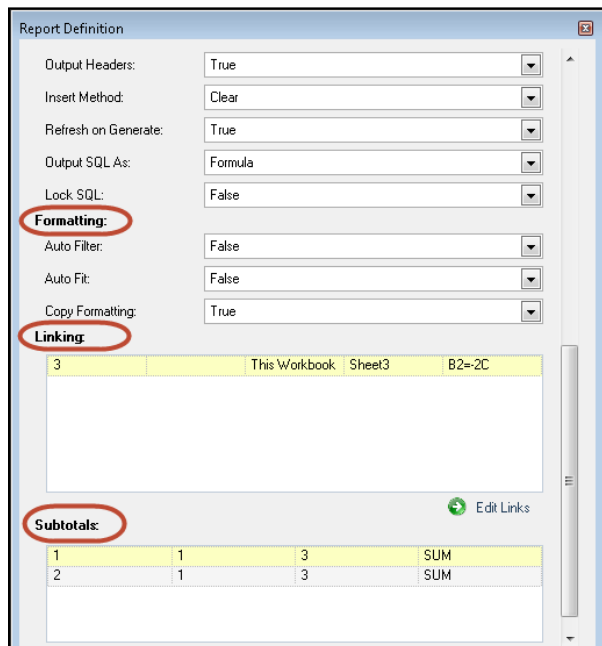 Report Definition
Output Headers: True
Insert Method: Clear
Refresh on Generate: True
Output SQL As: Formula
Lock SQL: False
Formatting:
Auto Filter: False
Auto Fit: False
Copy Formatting: True
Linking:
3 This Workbook Sheet3 B2=-2C
Edit Links
Subtotals:
1 1 3 SUM
2 1 3 SUM